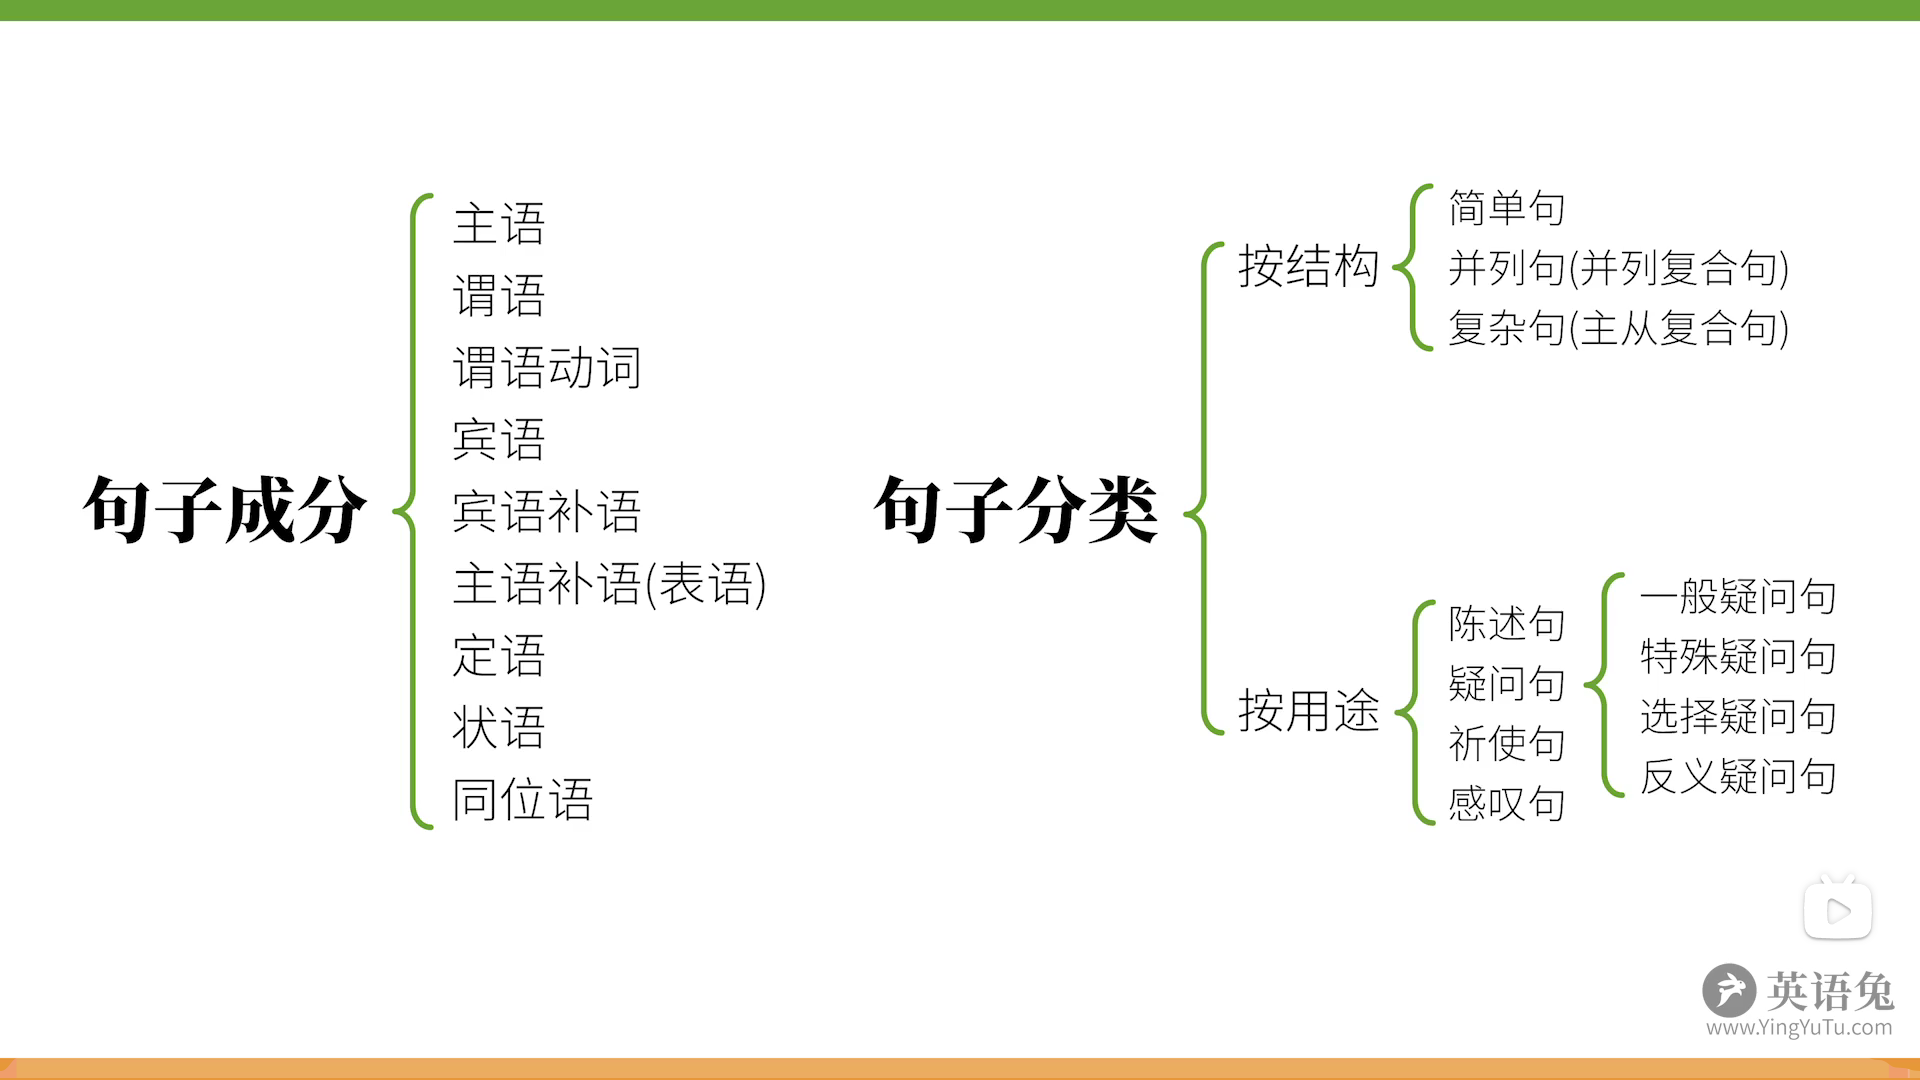 句子成分
主语
谓语
谓语动词
宾语
宾语补语
主语补语(表语)
定语
状语
同位语
句子分类
按结构
简单句
并列句(并列复合句)
复杂句(主从复合句)
按用途
陈述句
疑问句
祈使句
感叹句
一般疑问句
特殊疑问句
选择疑问句
反义疑问句
英语兔
www.YingYuTu.com